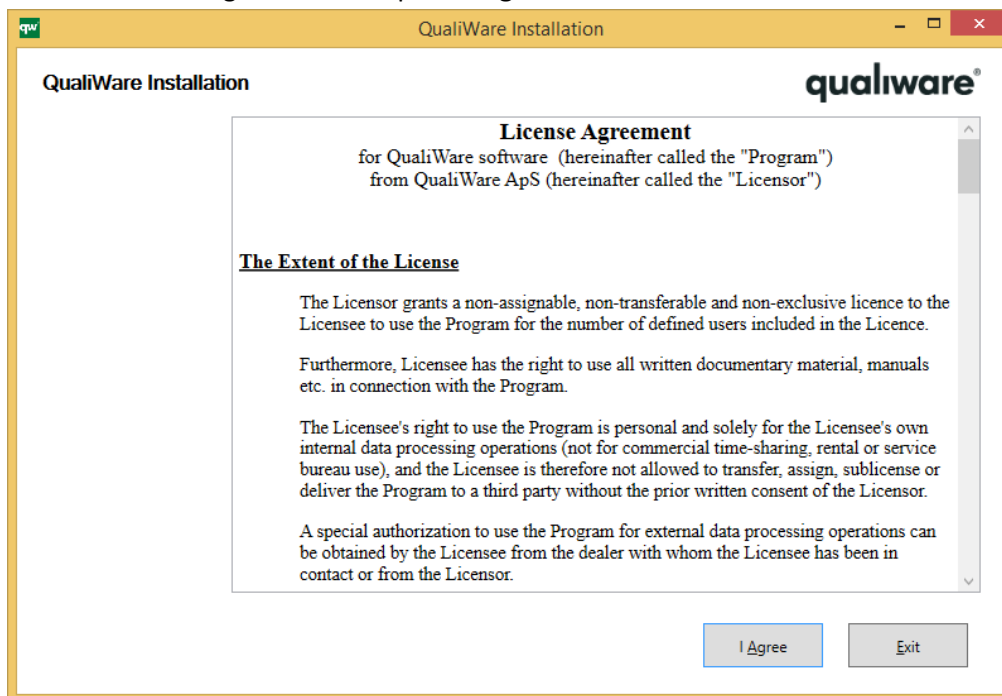 QualiWare Installation
QualiWare Installation
qualiware®
License Agreement
for QualiWare software (hereinafter called the "Program")
from QualiWare ApS (hereinafter called the "Licensor")
The Extent of the License
The Licensor grants a non-assignable, non-transferable and non-exclusive licence to the
Licensee to use the Program for the number of defined users included in the Licence.
Furthermore, Licensee has the right to use all written documentary material, manuals
etc. in connection with the Program.
The Licensee's right to use the Program is personal and solely for the Licensee's own
internal data processing operations (not for commercial time-sharing, rental or service
bureau use), and the Licensee is therefore not allowed to transfer, assign, sublicense or
deliver the Program to a third party without the prior written consent of the Licensor.
A special authorization to use the Program for external data processing operations can
be obtained by the Licensee from the dealer with whom the Licensee has been in
contact or from the Licensor.
I Agree
Exit